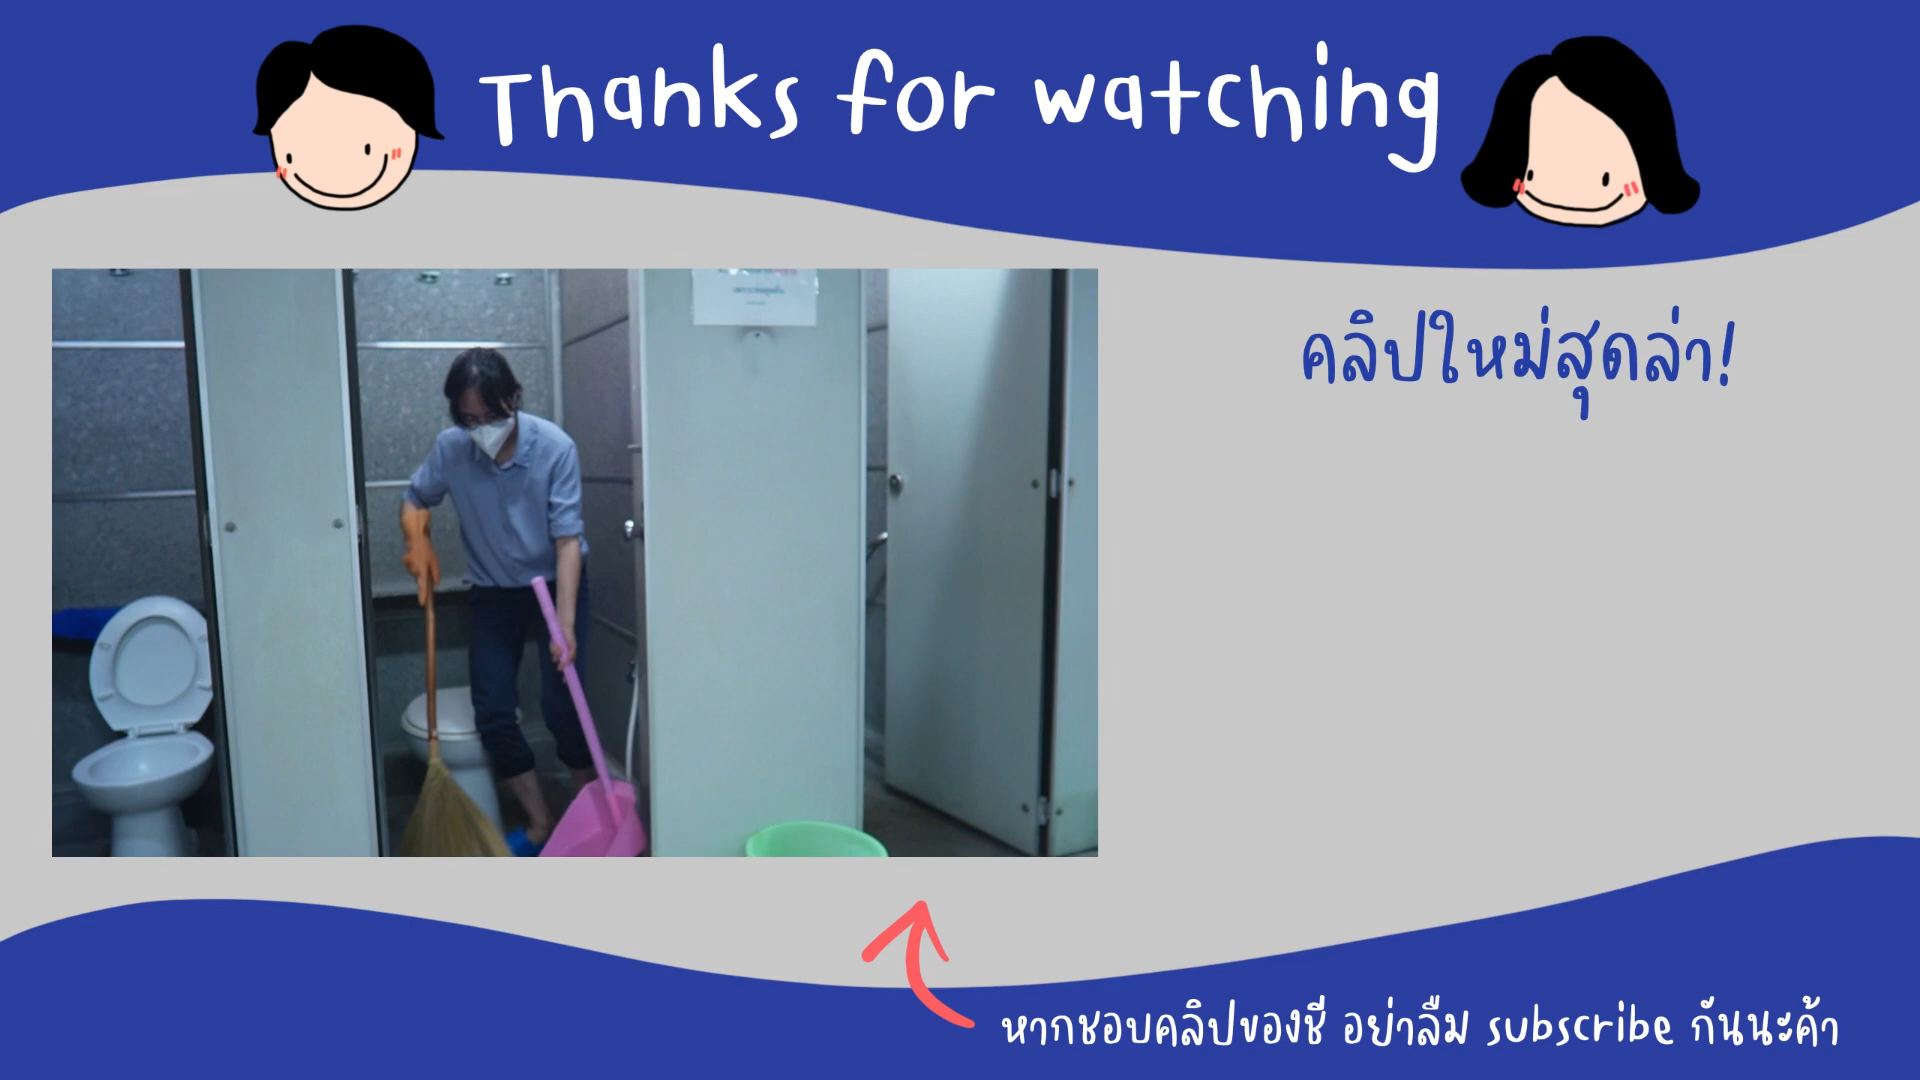 Thanks for watching
คลิปใหม่สุดล่า!
หากชอบคลิปของชี อย่าลืม subscribe กันนะค้า